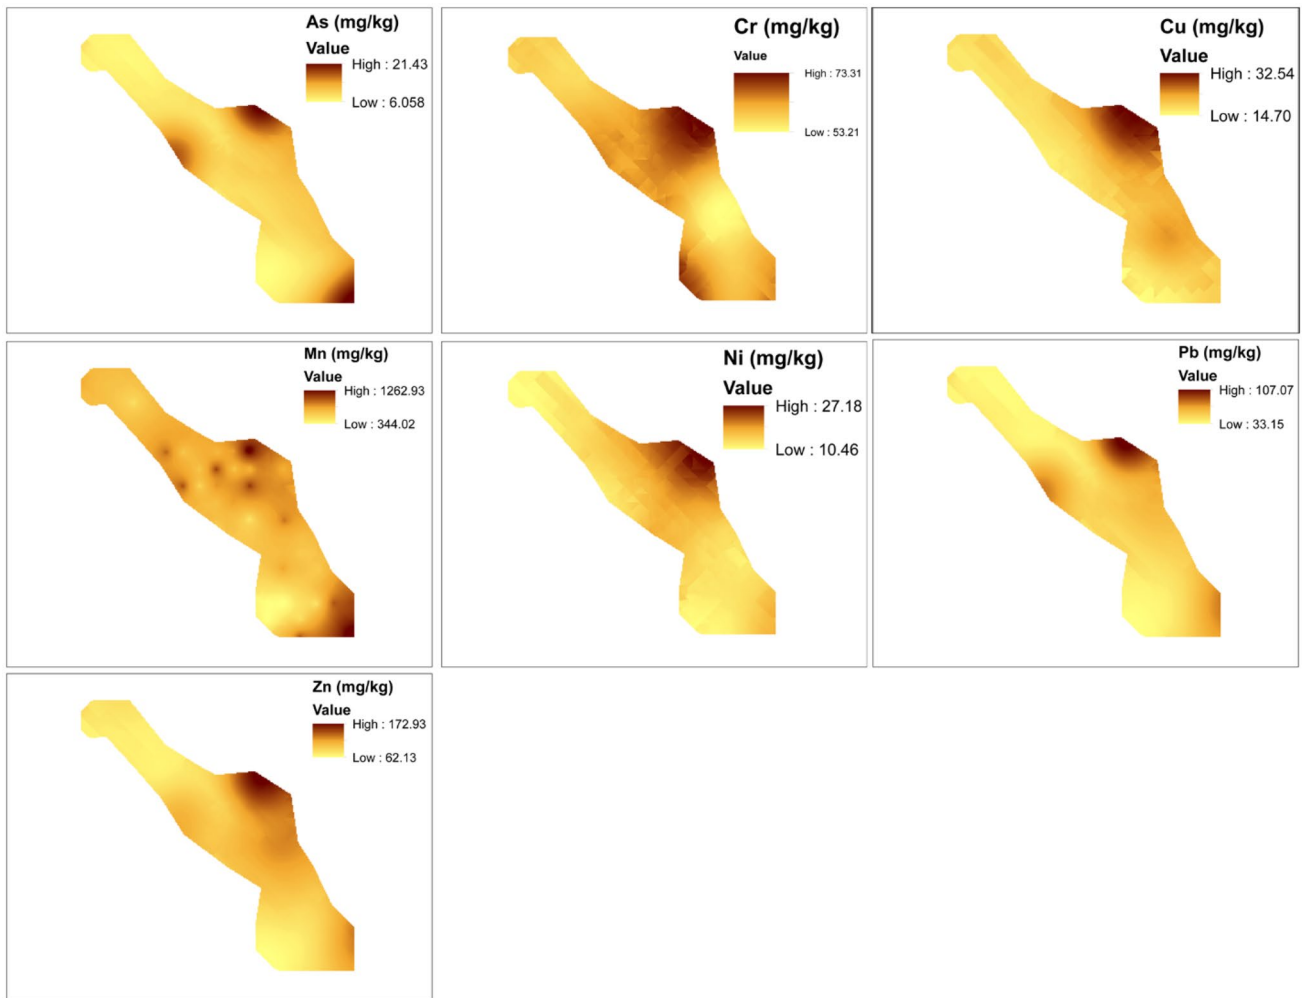 As (mg/kg)
Value
High : 21.43
Low : 6.058
Cr (mg/kg)
Value
High : 73.31
Low : 53.21
Cu (mg/kg)
Value
High : 32.54
Low : 14.70
Mn (mg/kg)
Value
High : 1262.93
Low : 344.02
Ni (mg/kg)
Value
High : 27.18
Low : 10.46
Pb (mg/kg)
Value
High : 107.07
Low : 33.15
Zn (mg/kg)
Value
High : 172.93
Low : 62.13